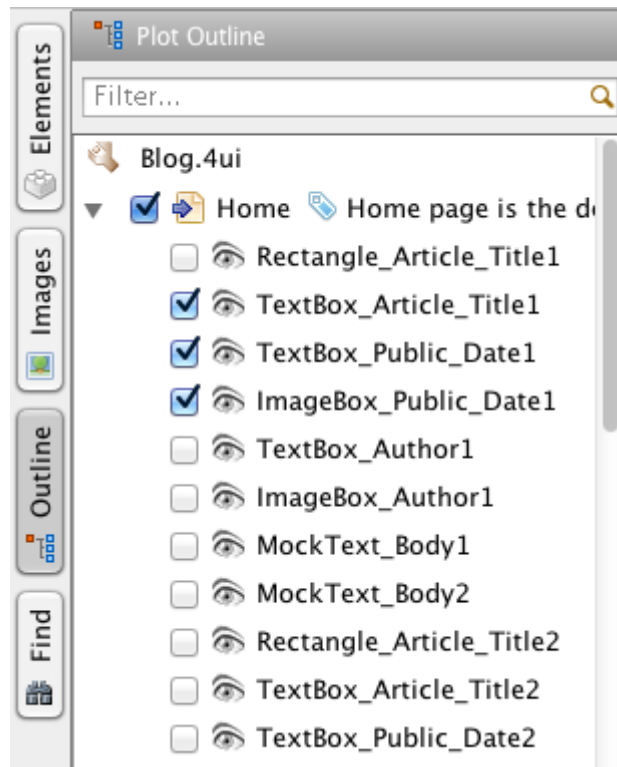 Elements
Images
Outline
Find
Plot Outline
Filter...
Blog.4ui
Home Home page is the
Rectangle_Article_Title1
TextBox_Article_Title1
TextBox_Public_Date1
ImageBox_Public_Date1
TextBox_Author1
ImageBox_Author1
MockText_Body1
MockText_Body2
Rectangle_Article_Title2
TextBox_Article_Title2
TextBox_Public_Date2